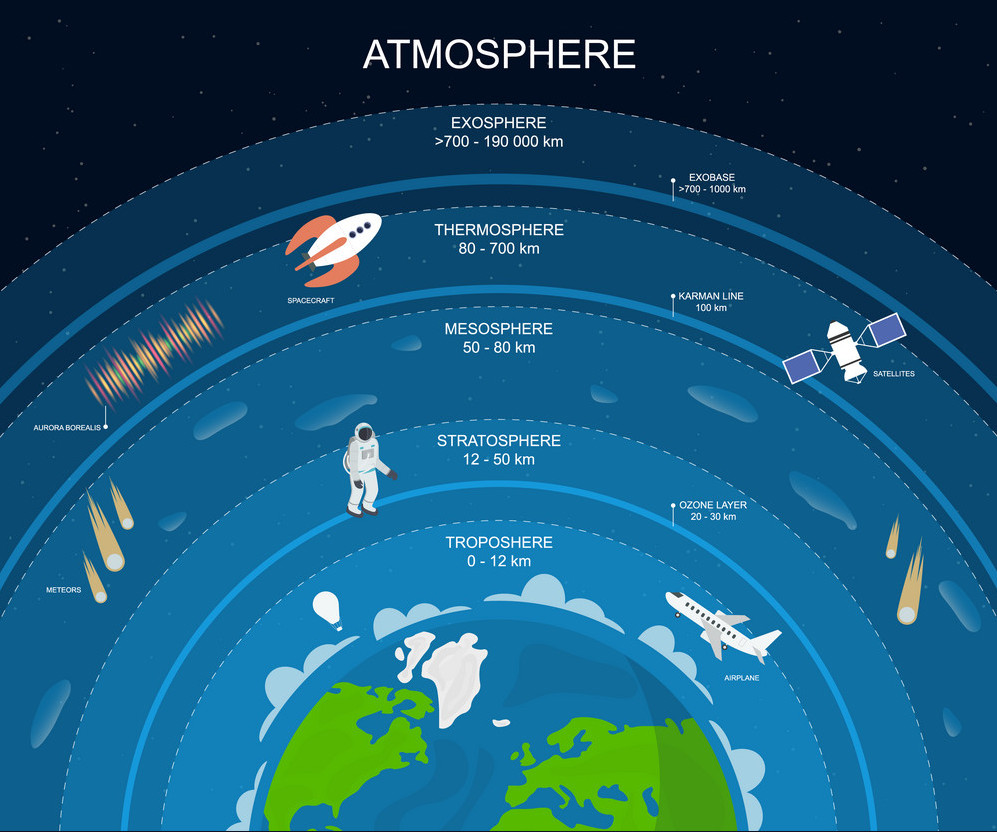 ATMOSPHERE
EXOSPHERE
>700 - 190 000 km
EXOBASE
>700 - 1000 km
THERMOSPHERE
80 - 700 km
SPACECRAFT
KARMAN LINE
100 km
MESOSPHERE
50 - 80 km
SATELLITES
AURORA BOREALIS
STRATOSPHERE
12 - 50 km
OZONE LAYER
20 - 30 km
TROPOSHERE
0 - 12 km
METEORS
AIRPLANE